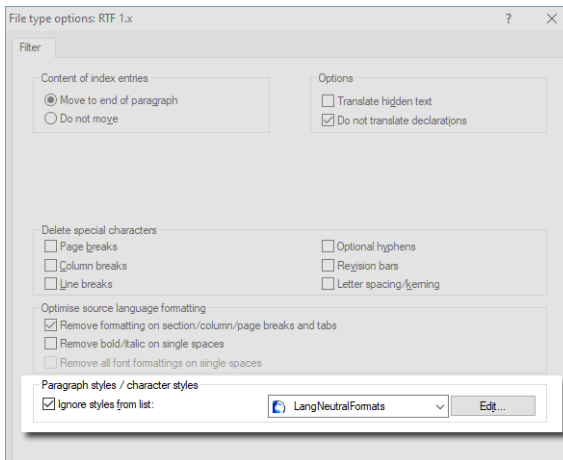 File type options: RTF 1.x
Filter
Content of index entries
Move to end of paragraph
Do not move
Options
Translate hidden text
Do not translate declarations
Delete special characters
Page breaks
Column breaks
Line breaks
Optional hyphens
Revision bars
Letter spacing/kerning
Optimise source language formatting
Remove formatting on section/column/page breaks and tabs
Remove bold/italic on single spaces
Remove all font formattings on single spaces
Paragraph styles / character styles
Ignore styles from list:
LangNeutralFormats
Edit...